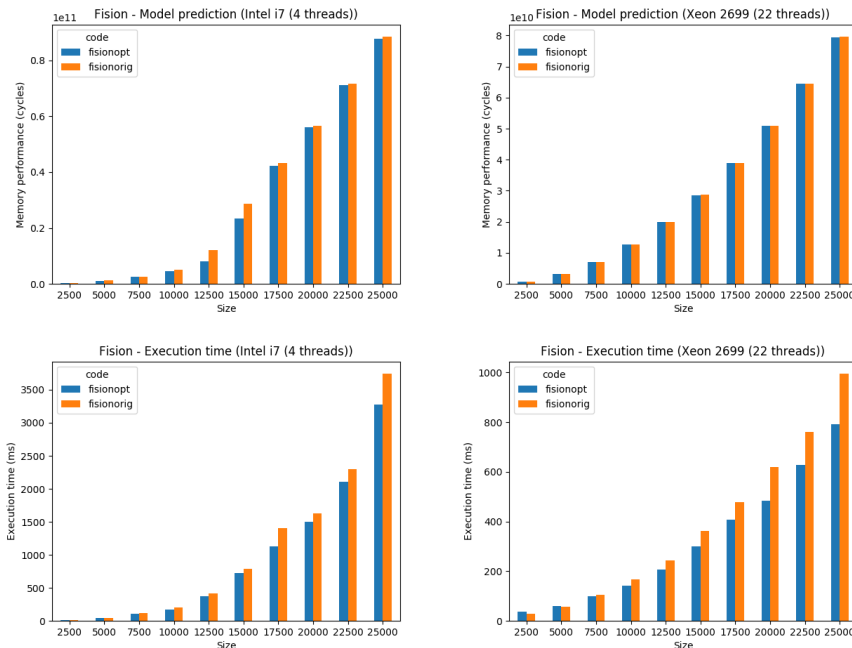 Fision - Model prediction (Intel i7 (4 threads))
1e11
code
fisionopt
fisionorig
Memory performance (cycles)
0.8
0.6
0.4
0.2
0.0
2500 5000 7500 10000 12500 15000 17500 20000 22500 25000
Size
Fision - Model prediction (Xeon 2699 (22 threads))
1e10
code
fisionopt
fisionorig
Memory performance (cycles)
8
7
6
5
4
3
2
1
0
2500 5000 7500 10000 12500 15000 17500 20000 22500 25000
Size
Fision - Execution time (Intel i7 (4 threads))
code
fisionopt
fisionorig
Execution time (ms)
3500
3000
2500
2000
1500
1000
500
0
2500 5000 7500 10000 12500 15000 17500 20000 22500 25000
Size
Fision - Execution time (Xeon 2699 (22 threads))
code
fisionopt
fisionorig
Execution time (ms)
1000
800
600
400
200
0
2500 5000 7500 10000 12500 15000 17500 20000 22500 25000
Size